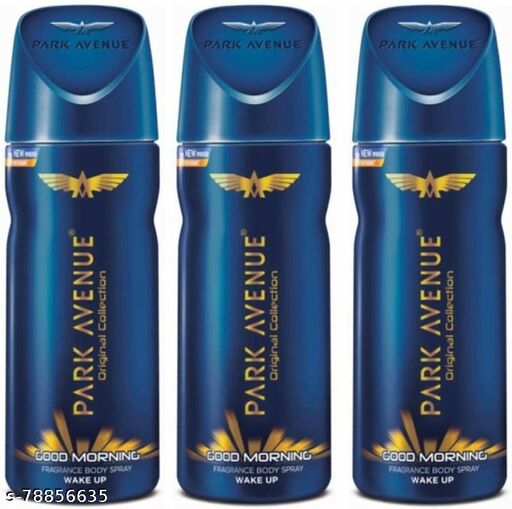 PARK AVENUE
PARK AVENUE
PARK AVENUE
NEW
NEW
NEW
PARK AVENUE®
Original Collection
PARK AVENUE®
Original Collection
PARK AVENUE®
Original Collection
GOOD MORNING
FRAGRANCE BODY SPRAY
WAKE UP
GOOD MORNING
FRAGRANCE BODY SPRAY
WAKE UP
GOOD MORNING
FRAGRANCE BODY SPRAY
WAKE UP
s-78856635